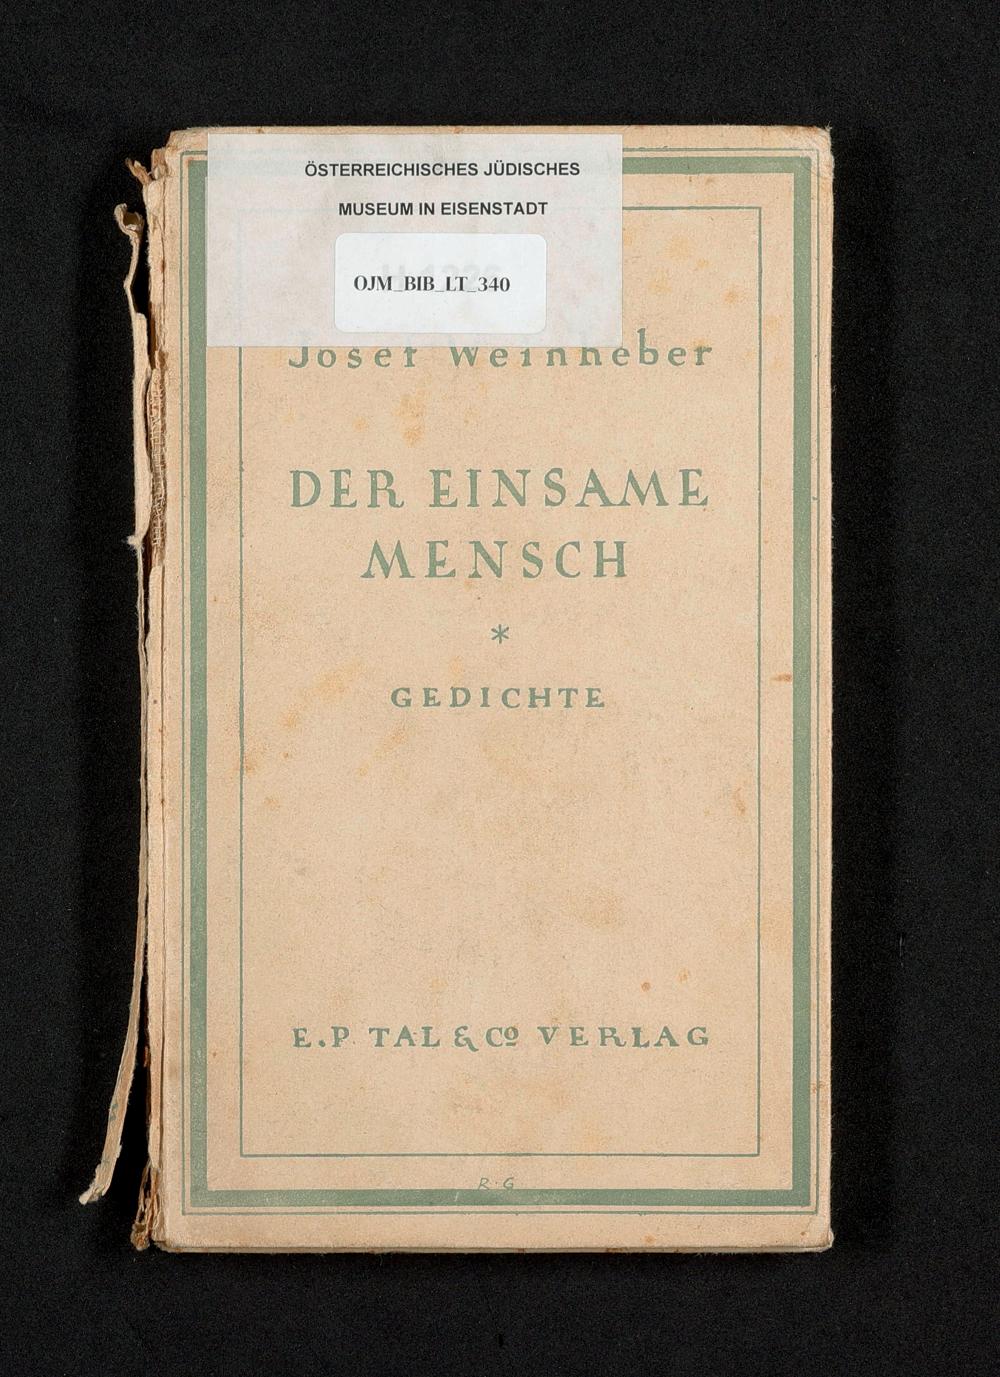 ÖSTERREICHISCHES JÜDISCHES
MUSEUM IN EISENSTADT
OJM_BIB_LT_340
Josef Weinheber
DER EINSAME
MENSCH
*
GEDICHTE
E.P. TAL & Co VERLAG
R·G